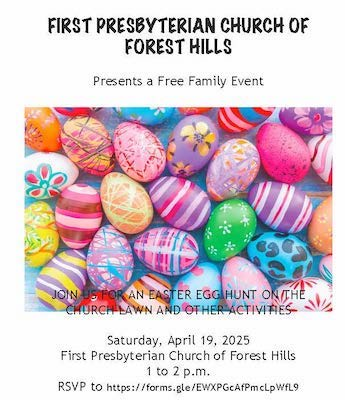 FIRST PRESBYTERIAN CHURCH OF
FOREST HILLS
Presents a Free Family Event
JOIN US FOR AN EASTER EGG HUNT ON THE
CHURCH LAWN AND OTHER ACTIVITIES
Saturday, April 19, 2025
First Presbyterian Church of Forest Hills
1 to 2 p.m.
RSVP to https://forms.gle/EWXPGcAfPmcLpWfL9